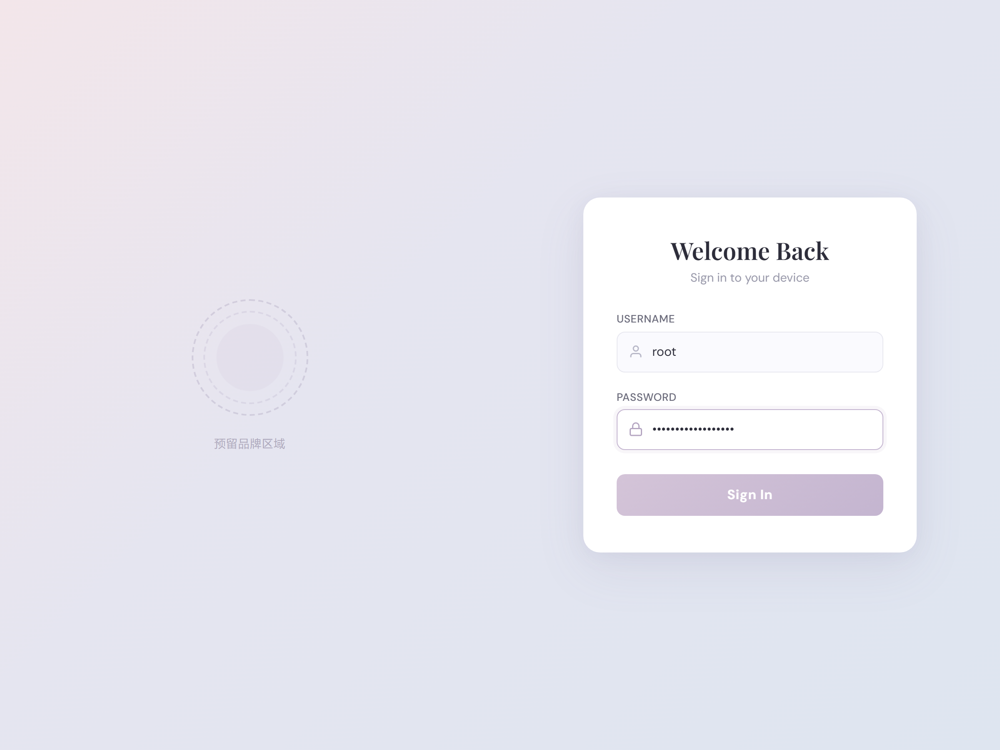 预留品牌区域
Welcome Back
Sign in to your device
USERNAME
root
PASSWORD
••••••••••••••••••
Sign In